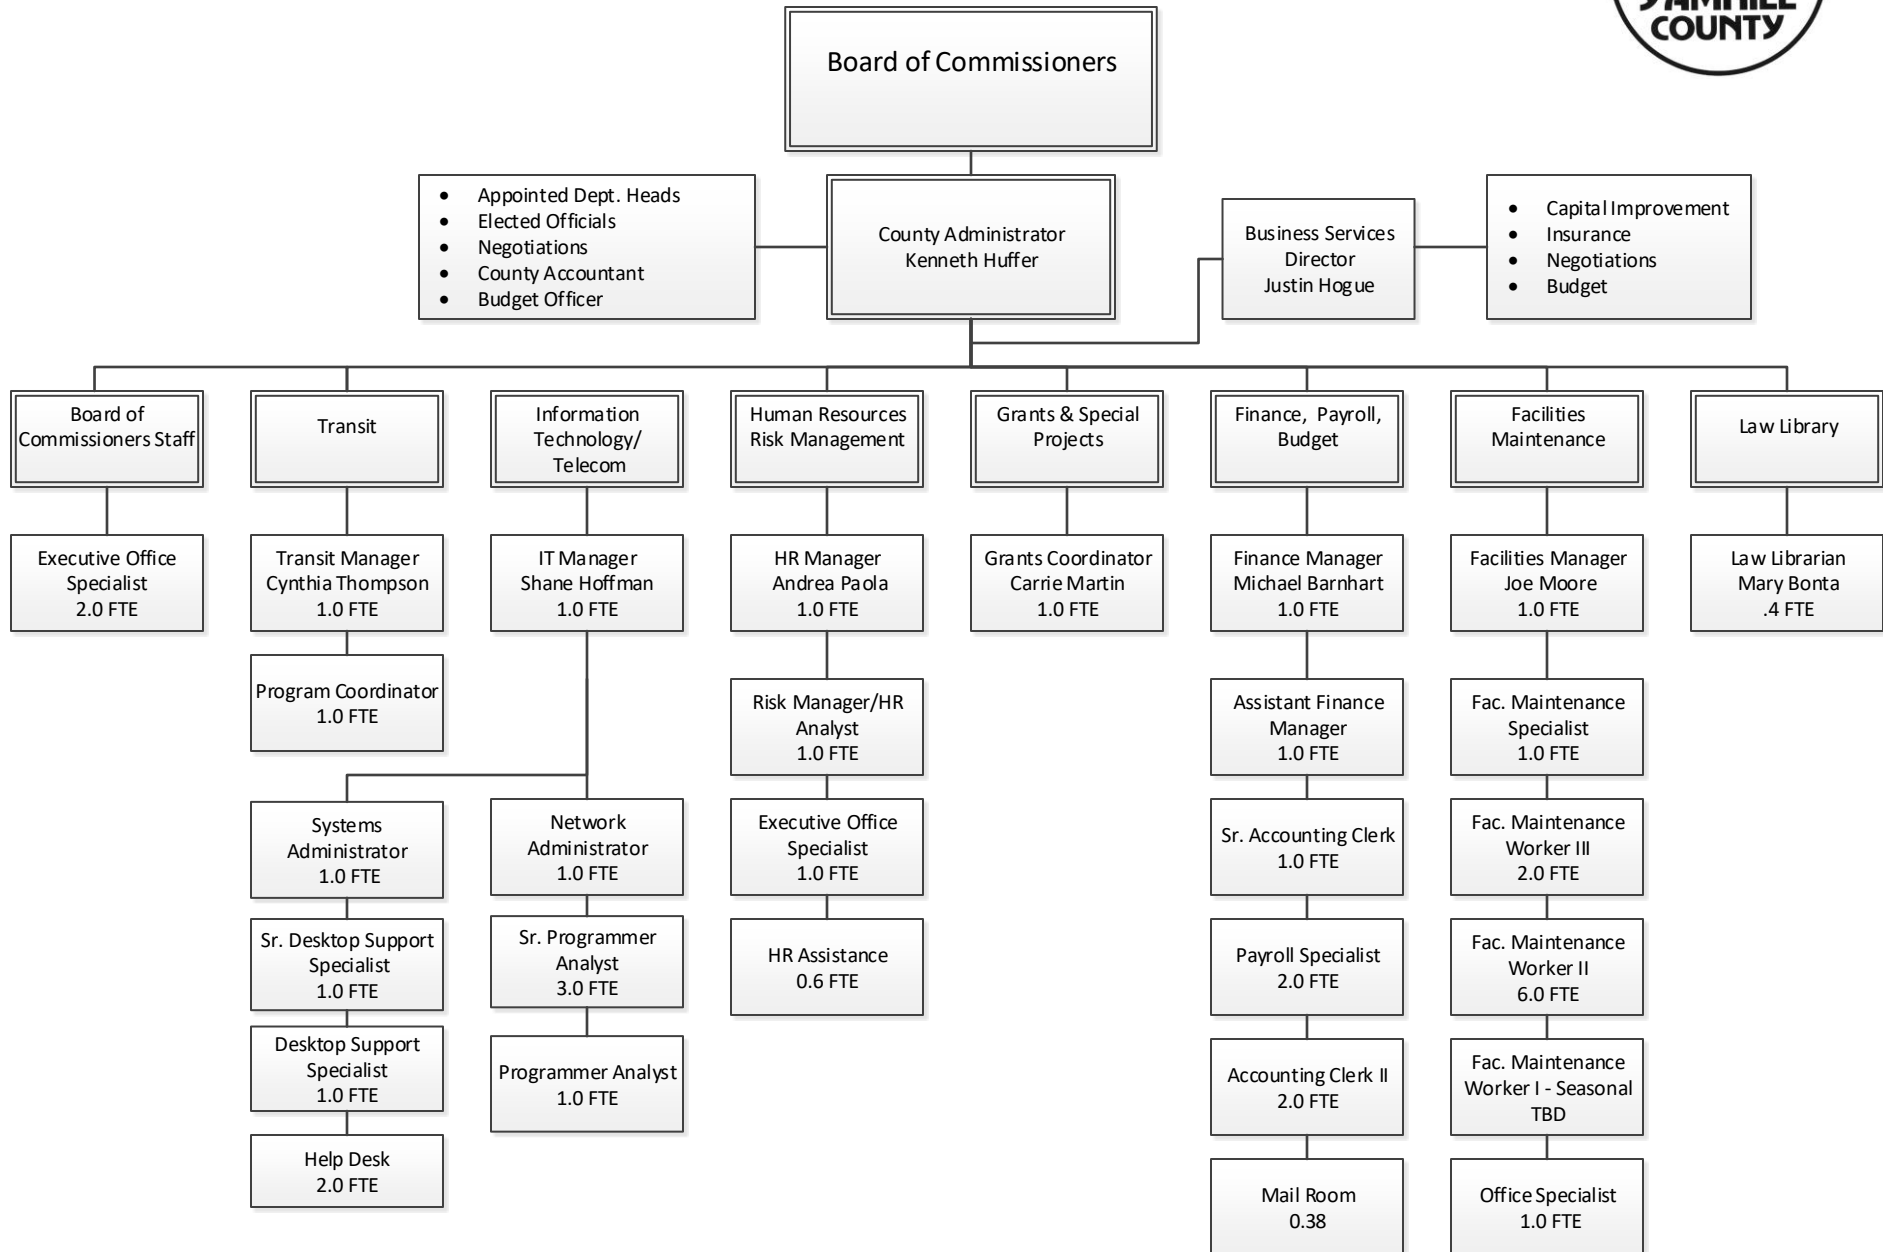 YAMHILL
COUNTY
Board of Commissioners
• Appointed Dept. Heads
• Elected Officials
• Negotiations
• County Accountant
• Budget Officer
County Administrator
Kenneth Huffer
Business Services
Director
Justin Hogue
• Capital Improvement
• Insurance
• Negotiations
• Budget
Board of
Commissioners Staff
Transit
Information
Technology/
Telecom
Human Resources
Risk Management
Grants & Special
Projects
Finance, Payroll,
Budget
Facilities
Maintenance
Law Library
Executive Office
Specialist
2.0 FTE
Transit Manager
Cynthia Thompson
1.0 FTE
IT Manager
Shane Hoffman
1.0 FTE
HR Manager
Andrea Paola
1.0 FTE
Grants Coordinator
Carrie Martin
1.0 FTE
Finance Manager
Michael Barnhart
1.0 FTE
Facilities Manager
Joe Moore
1.0 FTE
Law Librarian
Mary Bonta
.4 FTE
Program Coordinator
1.0 FTE
Risk Manager/HR
Analyst
1.0 FTE
Assistant Finance
Manager
1.0 FTE
Fac. Maintenance
Specialist
1.0 FTE
Systems
Administrator
1.0 FTE
Network
Administrator
1.0 FTE
Executive Office
Specialist
1.0 FTE
Sr. Accounting Clerk
1.0 FTE
Fac. Maintenance
Worker III
2.0 FTE
Sr. Desktop Support
Specialist
1.0 FTE
Sr. Programmer
Analyst
3.0 FTE
HR Assistance
0.6 FTE
Payroll Specialist
2.0 FTE
Fac. Maintenance
Worker II
6.0 FTE
Desktop Support
Specialist
1.0 FTE
Programmer Analyst
1.0 FTE
Accounting Clerk II
2.0 FTE
Fac. Maintenance
Worker I - Seasonal
TBD
Help Desk
2.0 FTE
Mail Room
0.38
Office Specialist
1.0 FTE